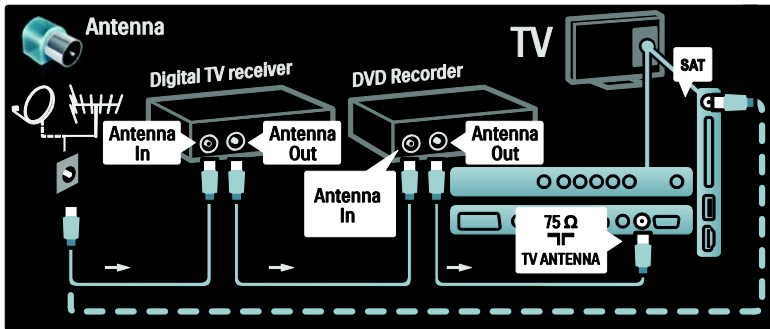 Antenna
TV
Digital TV receiver
DVD Recorder
SAT
Antenna
In
Antenna
Out
Antenna
In
Antenna
Out
75 Ω
TV ANTENNA